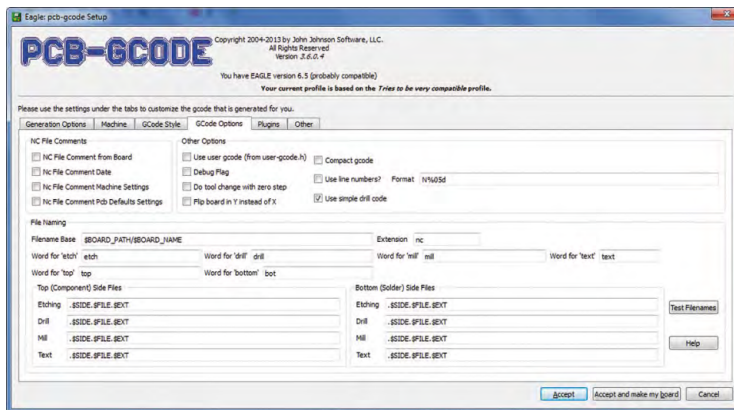 Eagle: pcb-gcode Setup
PCB-GCODE
Copyright 2004-2013 by John Johnson Software, LLC.
All Rights Reserved
Version 3.6.0.4
You have EAGLE version 6.5 (probably compatible)
Your current profile is based on the Tries to be very compatible profile.
Please use the settings under the tabs to customize the gcode that is generated for you.
Generation Options Machine GCode Style GCode Options Plugins Other
NC File Comments
NC File Comment from Board
NC File Comment Date
Nc File Comment Machine Settings
Nc File Comment Pcb Defaults Settings
Other Options
Use user gcode (from user-gcode.h)
Debug Flag
Do tool change with zero step
Flip board in Y instead of X
Compact gcode
Use line numbers? Format N%05d
Use simple drill code
File Naming
Filename Base $BOARD_PATH/$BOARD_NAME Extension nc
Word for 'etch' etch Word for 'drill' drill Word for 'mill' mill Word for 'text' text
Word for 'top' top Word for 'bottom' bot
Top (Component) Side Files
Etching .$SIDE.$FILE.$EXT
Drill .$SIDE.$FILE.$EXT
Mill .$SIDE.$FILE.$EXT
Text .$SIDE.$FILE.$EXT
Bottom (Solder) Side Files
Etching .$SIDE.$FILE.$EXT
Drill .$SIDE.$FILE.$EXT
Mill .$SIDE.$FILE.$EXT
Text .$SIDE.$FILE.$EXT
Test Filenames
Help
Accept Accept and make my board Cancel